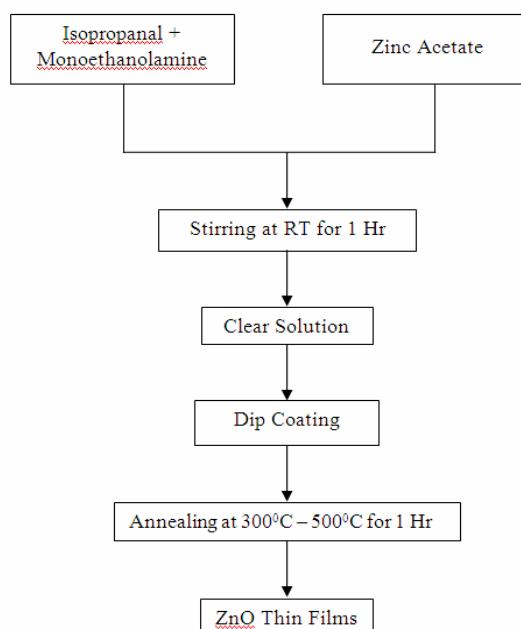 Isopropanal +
Monoethanolamine
Zinc Acetate
Stirring at RT for 1 Hr
Clear Solution
Dip Coating
Annealing at 300⁰C – 500⁰C for 1 Hr
ZnO Thin Films